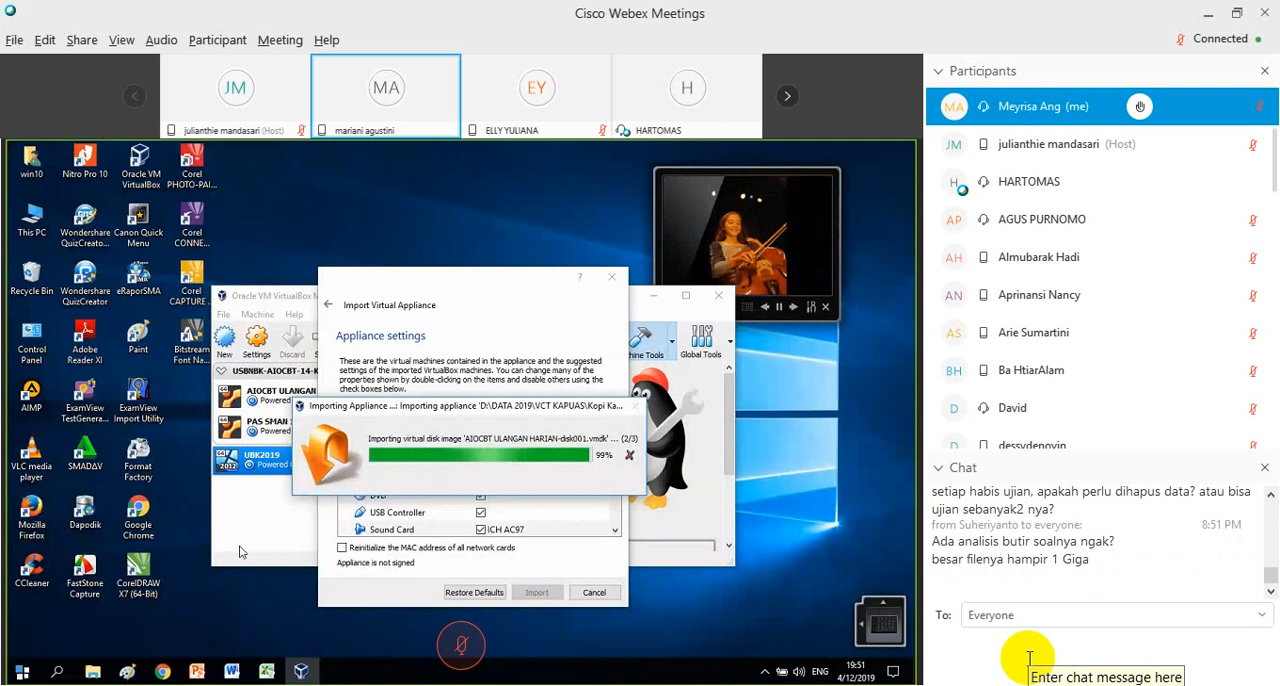 Cisco Webex Meetings
File Edit Share View Audio Participant Meeting Help
Connected
JM
julianthie mandasari (Host)
MA
mariani agustini
EY
ELLY YULIANA
H
HARTOMAS
win10
Nitro Pro 10
Oracle VM VirtualBox
Corel PHOTO-PAI...
This PC
Wondershare QuizCreato...
Canon Quick Menu
Corel CONNE...
Recycle Bin
Wondershare QuizCreator
eRaporSMA
Corel CAPTURE ...
Control Panel
Adobe Reader XI
Paint
Bitstream Font Na...
AIMP
ExamView TestGenera...
ExamView Import Utility
VLC media player
SMADAV
Format Factory
Mozilla Firefox
Dapodik
Google Chrome
CCleaner
FastStone Capture
CorelDRAW X7 (64-Bit)
Oracle VM VirtualBox M
File Machine Help
New Settings Discard
USBNBK-AIOCBT-14-K
AIOCBT ULANGAN
Powered
PAS SMAN
Powered
UBK2019
Powered
2012
hine Tools
Global Tools
?
Import Virtual Appliance
Appliance settings
These are the virtual machines contained in the appliance and the suggested
settings of the imported VirtualBox machines. You can change many of the
properties shown by double-clicking on the items and disable others using the
check boxes below.
Importing Appliance ...: Importing appliance 'D:\DATA 2019\VCT KAPUAS\Kopi Ka...
Importing virtual disk image 'AIOCBT ULANGAN HARIAN-disk001.vmdk' ... (2/3)
99%
DVD
USB Controller
Sound Card ICH AC97
Reinitialize the MAC address of all network cards
Appliance is not signed
Restore Defaults Import Cancel
ENG
19:51
4/12/2019
Participants
MA Meyrisa Ang (me)
JM julianthie mandasari (Host)
H HARTOMAS
AP AGUS PURNOMO
AH Almubarak Hadi
AN Aprinansi Nancy
AS Arie Sumartini
BH Ba HtiarAlam
D David
D dessydenovin
Chat
setiap habis ujian, apakah perlu dihapus data? atau bisa
ujian sebanyak2 nya?
from Suheriyanto to everyone: 8:51 PM
Ada analisis butir soalnya ngak?
besar filenya hampir 1 Giga
To: Everyone
Enter chat message here